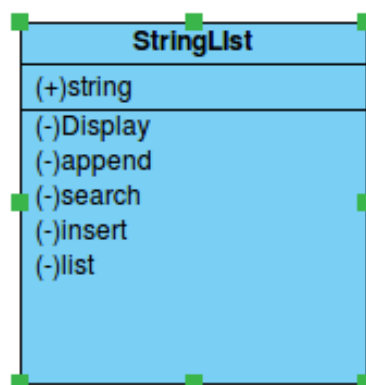 StringLIst
(+)string
(-)Display
(-)append
(-)search
(-)insert
(-)list